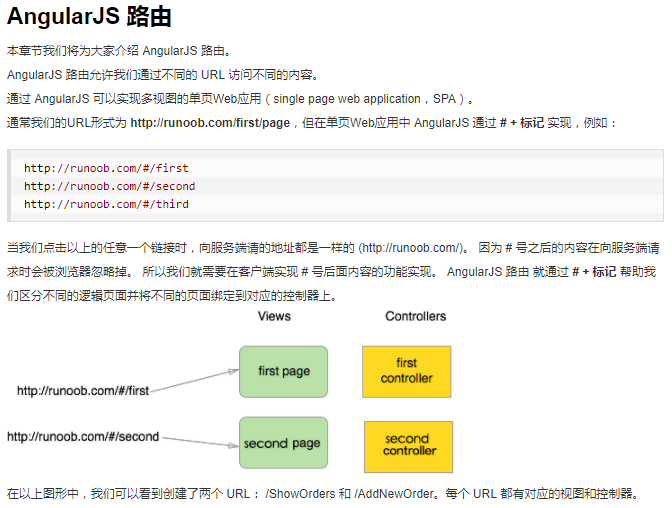 AngularJS 路由
本章节我们将为大家介绍 AngularJS 路由。
AngularJS 路由允许我们通过不同的 URL 访问不同的内容。
通过 AngularJS 可以实现多视图的单页Web应用（single page web application，SPA）。
通常我们的URL形式为 http://runoob.com/first/page，但在单页Web应用中 AngularJS 通过 # + 标记 实现，例如：
http://runoob.com/#/first
http://runoob.com/#/second
http://runoob.com/#/third
当我们点击以上的任意一个链接时，向服务端请的地址都是一样的 (http://runoob.com/)。 因为 # 号之后的内容在向服务端请
求时会被浏览器忽略掉。 所以我们就需要在客户端实现 # 号后面内容的功能实现。 AngularJS 路由 就通过 # + 标记 帮助我
们区分不同的逻辑页面并将不同的页面绑定到对应的控制器上。
Views
Controllers
http://runoob.com/#/first
first page
first
controller
http://runoob.com/#/second
second page
second
controller
在以上图形中，我们可以看到创建了两个 URL： /ShowOrders 和 /AddNewOrder。每个 URL 都有对应的视图和控制器。